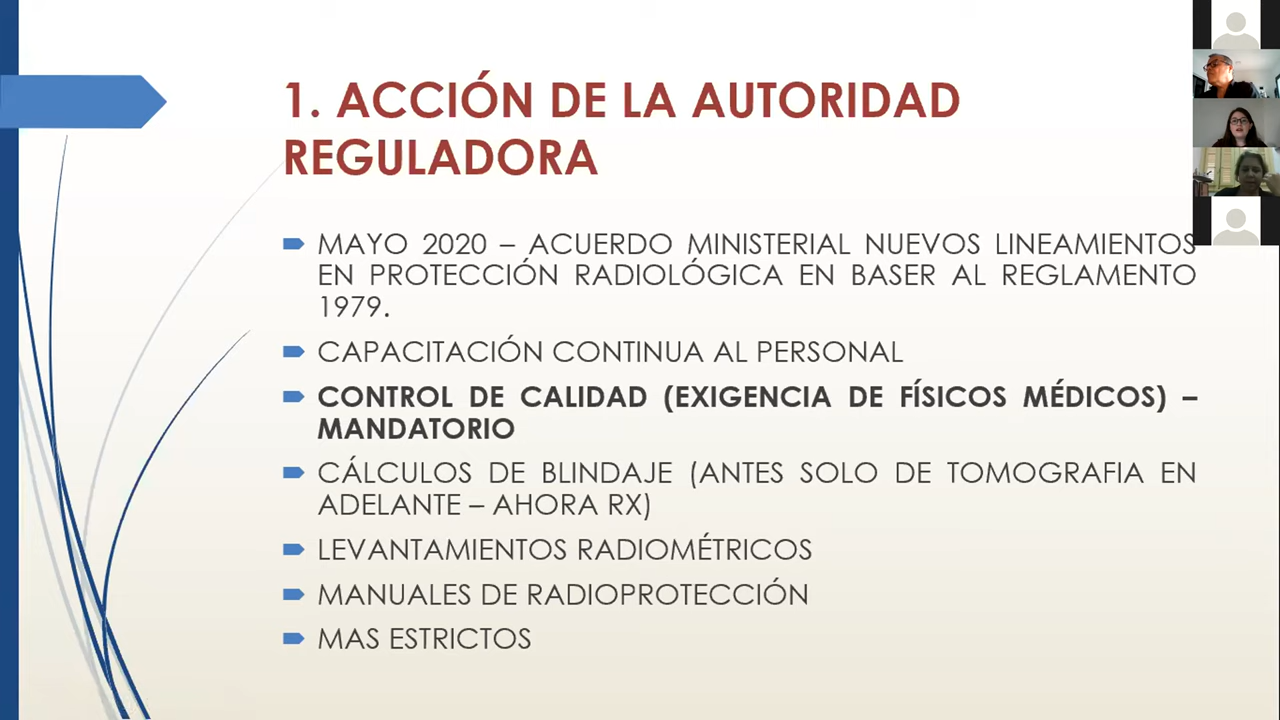 1. ACCIÓN DE LA AUTORIDAD
REGULADORA
MAYO 2020 – ACUERDO MINISTERIAL NUEVOS LINEAMIENTOS
EN PROTECCIÓN RADIOLÓGICA EN BASER AL REGLAMENTO
1979.
CAPACITACIÓN CONTINUA AL PERSONAL
CONTROL DE CALIDAD (EXIGENCIA DE FÍSICOS MÉDICOS) –
MANDATORIO
CÁLCULOS DE BLINDAJE (ANTES SOLO DE TOMOGRAFIA EN
ADELANTE – AHORA RX)
LEVANTAMIENTOS RADIOMÉTRICOS
MANUALES DE RADIOPROTECCIÓN
MAS ESTRICTOS